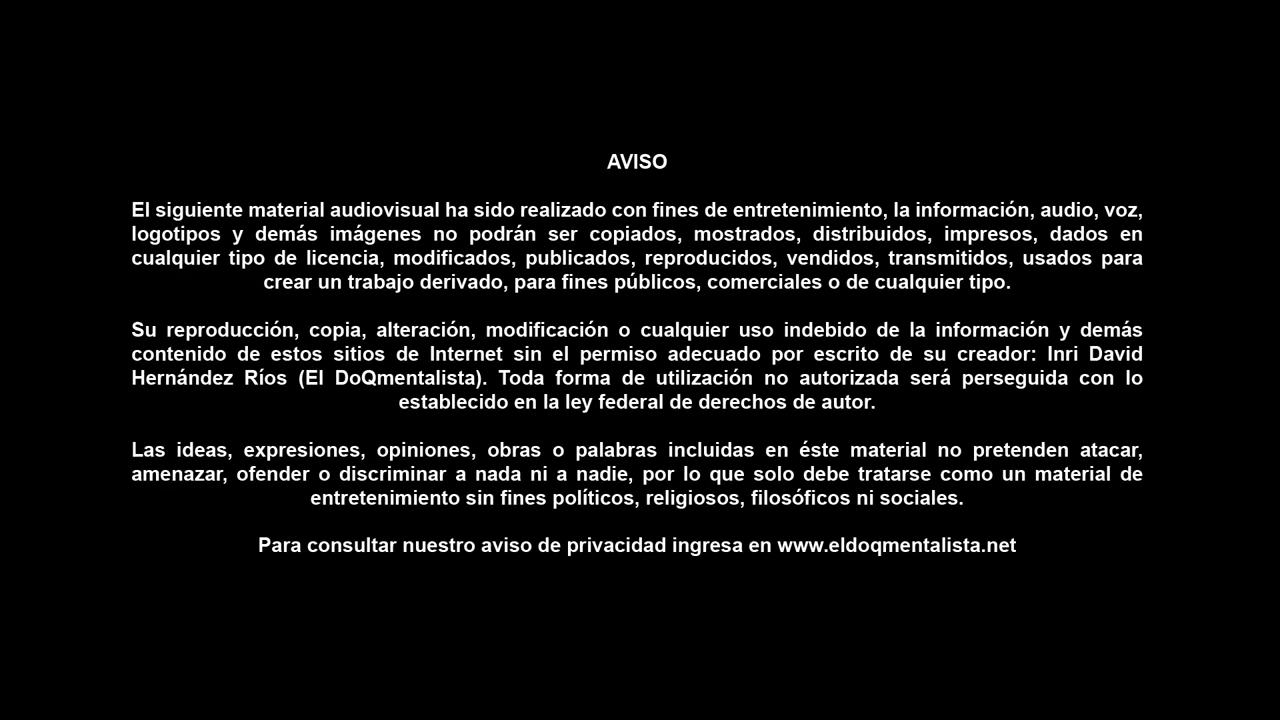 AVISO
El siguiente material audiovisual ha sido realizado con fines de entretenimiento, la información, audio, voz,
logotipos y demás imágenes no podrán ser copiados, mostrados, distribuidos, impresos, dados en
cualquier tipo de licencia, modificados, publicados, reproducidos, vendidos, transmitidos, usados para
crear un trabajo derivado, para fines públicos, comerciales o de cualquier tipo.
Su reproducción, copia, alteración, modificación o cualquier uso indebido de la información y demás
contenido de estos sitios de Internet sin el permiso adecuado por escrito de su creador: Inri David
Hernández Ríos (El DoQmentalista). Toda forma de utilización no autorizada será perseguida con lo
establecido en la ley federal de derechos de autor.
Las ideas, expresiones, opiniones, obras o palabras incluidas en éste material no pretenden atacar,
amenazar, ofender o discriminar a nada ni a nadie, por lo que solo debe tratarse como un material de
entretenimiento sin fines políticos, religiosos, filosóficos ni sociales.
Para consultar nuestro aviso de privacidad ingresa en www.eldoqmentalista.net